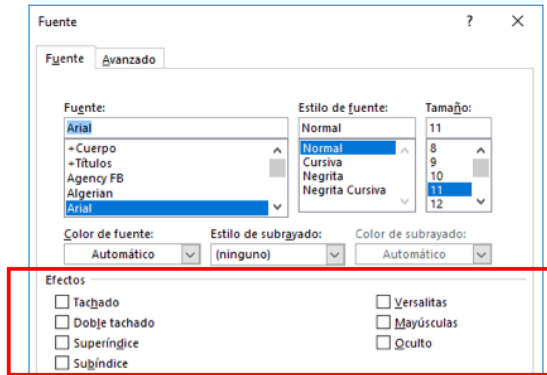 Fuente ? ×
Fuente Avanzado
Fuente: Estilo de fuente: Tamaño:
Arial Normal 11
+Cuerpo Normal 8
+Títulos Cursiva 9
Agency FB Negrita 10
Algerian Negrita Cursiva 11
Arial 12
Color de fuente: Estilo de subrayado: Color de subrayado:
Automático (ninguno) Automático
Efectos
Tachado Versalitas
Doble tachado Mayúsculas
Superíndice Oculto
Subíndice